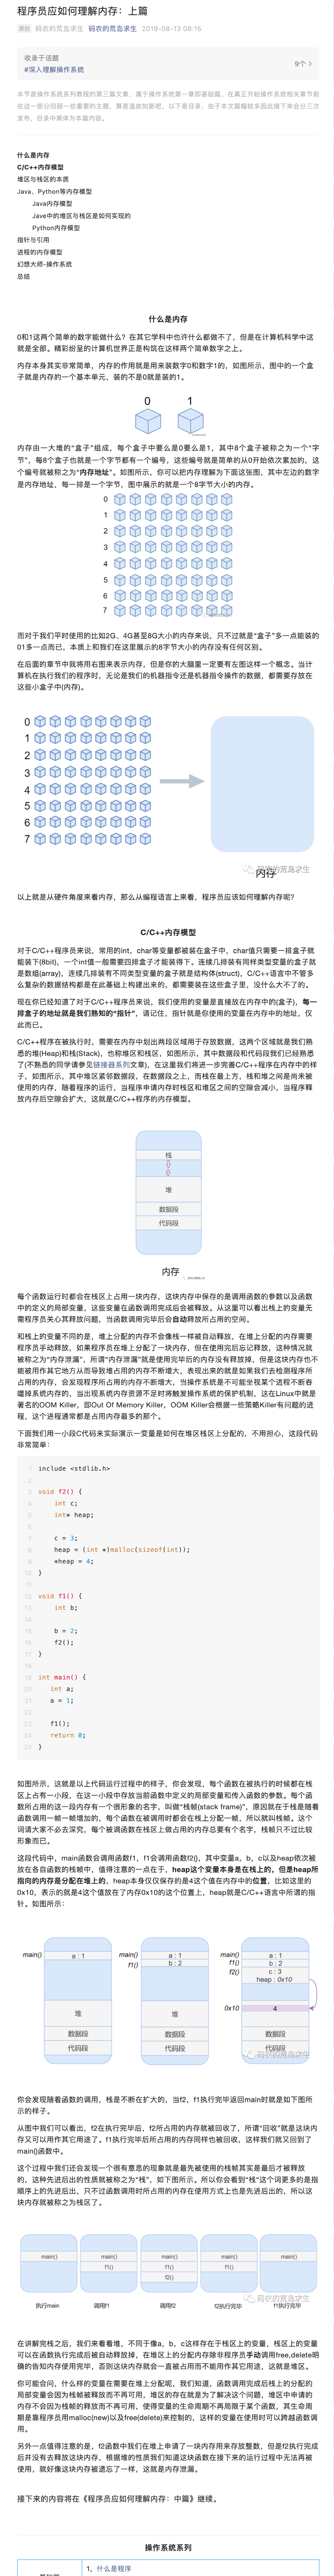 程序员应如何理解内存：上篇
原创 码农的荒岛求生 码农的荒岛求生 2019-08-13 08:15
收录于话题
#深入理解操作系统
9个 >
本节是操作系统系列教程的第三篇文章，属于操作系统第一章即基础篇，在真正开始操作系统相关章节前
在这一部分回顾一些重要的主题，算是温故知新吧，以下是目录，由于本文篇幅较多因此接下来会分三次
发布，目录中黑体为本篇内容。
什么是内存
C/C++内存模型
堆区与栈区的本质
Java、Python等内存模型
Java内存模型
Jave中的堆区与栈区是如何实现的
Python内存模型
指针与引用
进程的内存模型
幻想大师-操作系统
总结
什么是内存
0和1这两个简单的数字能做什么？在其它学科中也许什么都做不了，但是在计算机科学中这
就是全部。精彩纷呈的计算机世界正是构筑在这样两个简单数字之上。
内存本身其实非常简单，内存的作用就是用来装数字0和数字1的，如图所示，图中的一个盒
子就是内存的一个基本单元，装的不是0就是装的1。
0 1
内存由一大堆的“盒子”组成，每个盒子中要么是0要么是1，其中8个盒子被称之为一个“字
节”，每8个盒子也就是一个字节都有一个编号，这些编号就是简单的从0开始依次累加的，这
个编号就被称之为“内存地址”。如图所示，你可以把内存理解为下面这张图，其中左边的数字
是内存地址，每一排是一个字节，图中展示的就是一个8字节大小的内存。
0
1
2
3
4
5
6
7
而对于我们平时使用的比如2G、4G甚至8G大小的内存来说，只不过就是“盒子”多一点能装的
01多一点而已，本质上和我们在这里展示的8字节大小的内存没有任何区别。
在后面的章节中我将用右图来表示内存，但是你的大脑里一定要有左图这样一个概念。当计
算机在执行我们的程序时，无论是我们的机器指令还是机器指令操作的数据，都需要存放在
这些小盒子中(内存)。
0
1
2
3
4
5
6
7
内存
码农的荒岛求生
以上就是从硬件角度来看内存，那么从编程语言上来看，程序员应该如何理解内存呢？
C/C++内存模型
对于C/C++程序员来说，常用的int，char等变量都被装在盒子中，char值只需要一排盒子就
能装下(8bit)，一个int值一般需要四排盒子才能装得下。连续几排装有同样类型变量的盒子就
是数组(array)，连续几排装有不同类型变量的盒子就是结构体(struct)，C/C++语言中不管多
么复杂的数据结构都是在此基础上构建出来的，都需要装在这些盒子里，没什么大不了的。
现在你已经知道了对于C/C++程序员来说，我们使用的变量是直接放在内存中的(盒子)，每一
排盒子的地址就是我们熟知的“指针”，请记住，指针就是你使用的变量在内存中的地址，仅
此而已。
C/C++程序在被执行时，需要在内存中划出两段区域用于存放数据，这两个区域就是我们熟
悉的堆(Heap)和栈(Stack)，也称堆区和栈区，如图所示，其中数据段和代码段我们已经熟悉
了(不熟悉的同学请参见链接器系列文章)，在这里我们将进一步完善C/C++程序在内存中的样
子，如图所示，其中堆区紧邻数据段，在数据段之上，而栈在最上方，栈和堆之间是尚未被
使用的内存，随着程序的运行，当程序申请内存时栈区和堆区之间的空隙会减小，当程序释
放内存后空隙会扩大，这就是C/C++程序的内存模型。
栈
堆
数据段
代码段
内存
每个函数运行时都会在栈区上占用一块内存，这块内存中保存的是调用函数的参数以及函数
中的定义的局部变量，这些变量在函数调用完成后会被释放。从这里可以看出栈上的变量无
需程序员关心其释放问题，当函数调用完毕后会自动释放所占用的空间。
和栈上的变量不同的是，堆上分配的内存不会像栈一样被自动释放，在堆上分配的内存需要
程序员手动释放，如果程序员在堆上分配了一块内存，但在使用完后忘记释放，这种情况就
被称之为“内存泄漏”，所谓“内存泄漏”就是使用完毕后的内存没有释放掉，但是这块内存也不
能被用作其它地方从而导致堆占用的内存不断增大，表现出来的就是如果我们去检测程序所
占用的内存，会发现程序所占用的内存不断增大，当操作系统是不可能坐视某个进程不断吞
噬掉系统内存的，当出现系统内存资源不足时将触发操作系统的保护机制，这在Linux中就是
著名的OOM Killer，即Out Of Memory Killer，OOM Killer会根据一些策略Killer有问题的进
程，这个进程通常都是占用内存最多的那个。
下面我们用一小段C代码来实际演示一变量是如何在堆区栈区上分配的，不用担心，这段代码
非常简单：
1 include <stdlib.h>
2
3 void f2() {
4 int c;
5 int* heap;
6
7 c = 3;
8 heap = (int *)malloc(sizeof(int));
9 *heap = 4;
10 }
11
12 void f1() {
13 int b;
14
15 b = 2;
16 f2();
17 }
18
19 int main() {
20 int a;
21 a = 1;
22
23 f1();
24 return 0;
25 }
如图所示，这就是以上代码运行过程中的样子，你会发现，每个函数在被执行的时候都在栈
区上占有一小段，在这一小段中存放当前函数中定义的局部变量和传入函数的参数。每个函
数所占用的这一段内存有一个很形象的名字，叫做“栈帧(stack frame)”，原因就在于栈是随着
函数调用一帧一帧增加的，每个函数在被调用时都会在栈上分配一帧，所以就叫栈帧。这个
词请大家不必去深究，每个被调函数在栈上占用的内存总要有个名字，栈帧只不过比较
形象而已。
这段代码中，main函数会调用函数f1，f1会调用函数f2()，其中变量a，b，c以及heap依次被
放在各自函数的栈帧中，值得注意的一点在于，heap这个变量本身是在栈上的，但是heap所
指向的内存是分配在堆上的，heap本身仅仅保存的是4这个值在内存中的位置，比如这里的
0x10，表示的就是4这个值放在了内存0x10的这个位置上，heap就是C/C++语言中所谓的指
针。如图所示：
main() a : 1
堆
数据段
代码段
main() a : 1
f1() b : 2
堆
数据段
代码段
main() a : 1
f1() b : 2
f2() c : 3
heap : 0x10
0x10 4
数据段
代码段
码农的荒岛求生
你会发现随着函数的调用，栈是不断在扩大的，当f2，f1执行完毕返回main时就是如下图所
示的样子。
从图中我们可以看出，f2在执行完后，f2所占用的内存就被回收了，所谓“回收”就是这块内
存又可以用作其它用途了。f1执行完毕后所占用的内存同样也被回收，这样我们就又回到了
main()函数中。
这个过程中我们还会发现一个很有意思的现象就是最先被使用的栈帧其实是最后才被释放
的，这种先进后出的性质就被称之为“栈”，如下图所示。所以你会看到“栈”这个词更多的是指
顺序上的先进后出，只不过函数调用时所占用的内存在使用方式上也是先进后出的，所以这
块内存就被称之为栈区了。
main() main() main() main() main()
f1() f1() f1()
f2()
码农的荒岛求生
执行main 调用f1 调用f2 f2执行完毕 f1执行完毕
在讲解完栈之后，我们来看看堆，不同于像a，b，c这样存在于栈区上的变量，栈区上的变量
可以在函数执行完成后被自动释放掉，在堆区上的分配内存除非程序员手动调用free,delete明
确的告知内存使用完毕，否则这块内存就会一直被占用而不能用作其它用途，这就是堆区。
你可能会问，什么样的变量在需要在堆上分配呢，我们知道，函数调用完成后栈上的分配的
局部变量会因为栈帧被释放而不再可用，堆区的存在就是为了解决这个问题，堆区中申请的
内存不会因为栈帧的释放而不再可用，使得变量的生命周期不再局限于某个函数，其生命周
期是靠程序员用malloc(new)以及free(delete)来控制的，这样的变量在使用时可以跨越函数调
用。
另外一点值得注意的是，f2函数中我们在堆上申请了一块内存用来存放整数，但是f2执行完成
后并没有去释放这块内存，根据堆的性质我们知道这块函数在接下来的运行过程中无法再被
使用，就好像这块内存被遗忘了一样，这就是内存泄漏。
接下来的内容将在《程序员应如何理解内存：中篇》继续。
操作系统系列
1，什么是程序